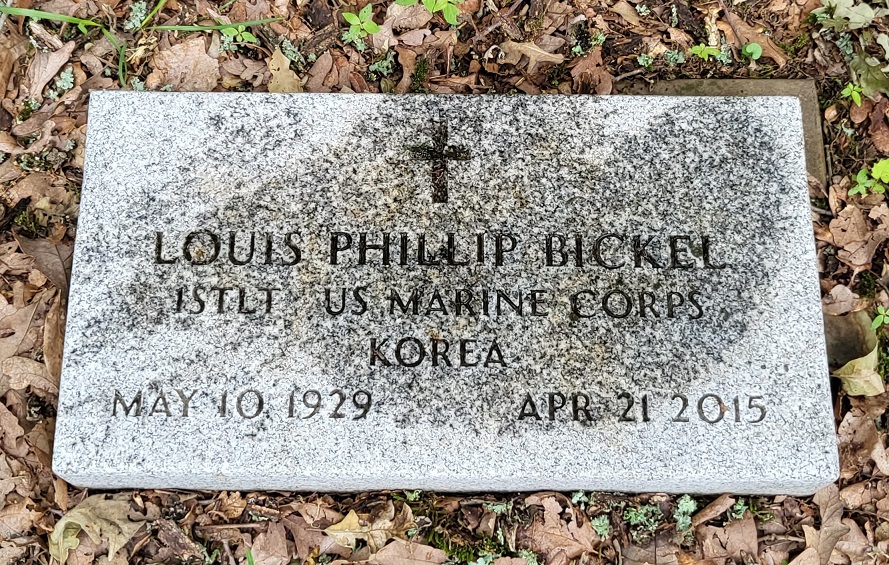 LOUIS PHILLIP BICKEL
1STLT US MARINE CORPS
KOREA
MAY 10 1929 APR 21 2015